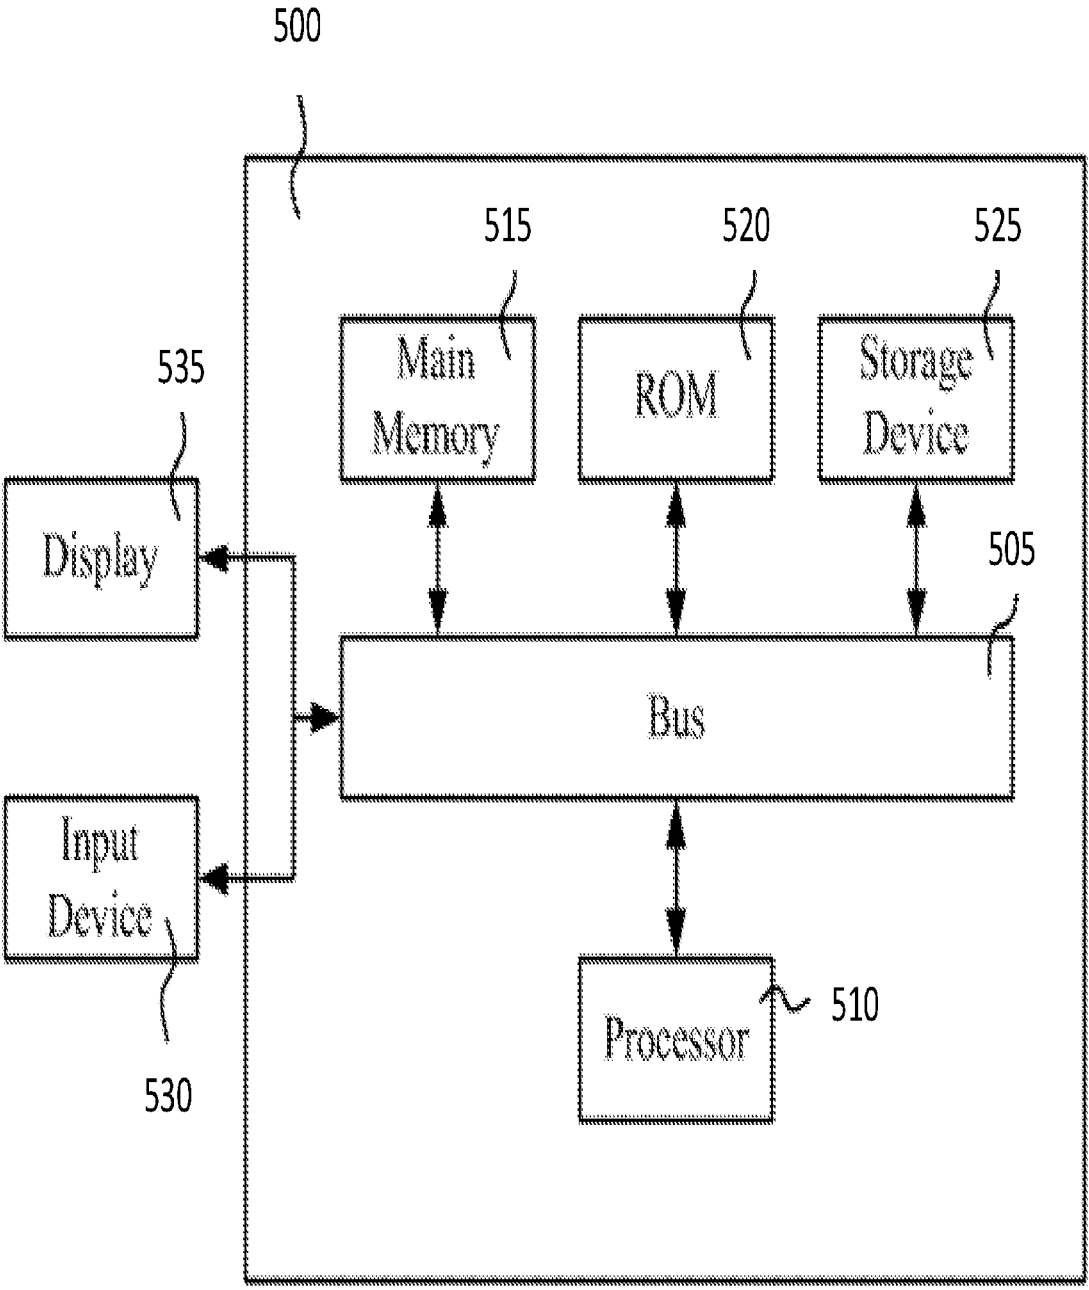 500
515
520
525
Main
Memory
ROM
Storage
Device
535
Display
505
Bus
Input
Device
530
510
Processor